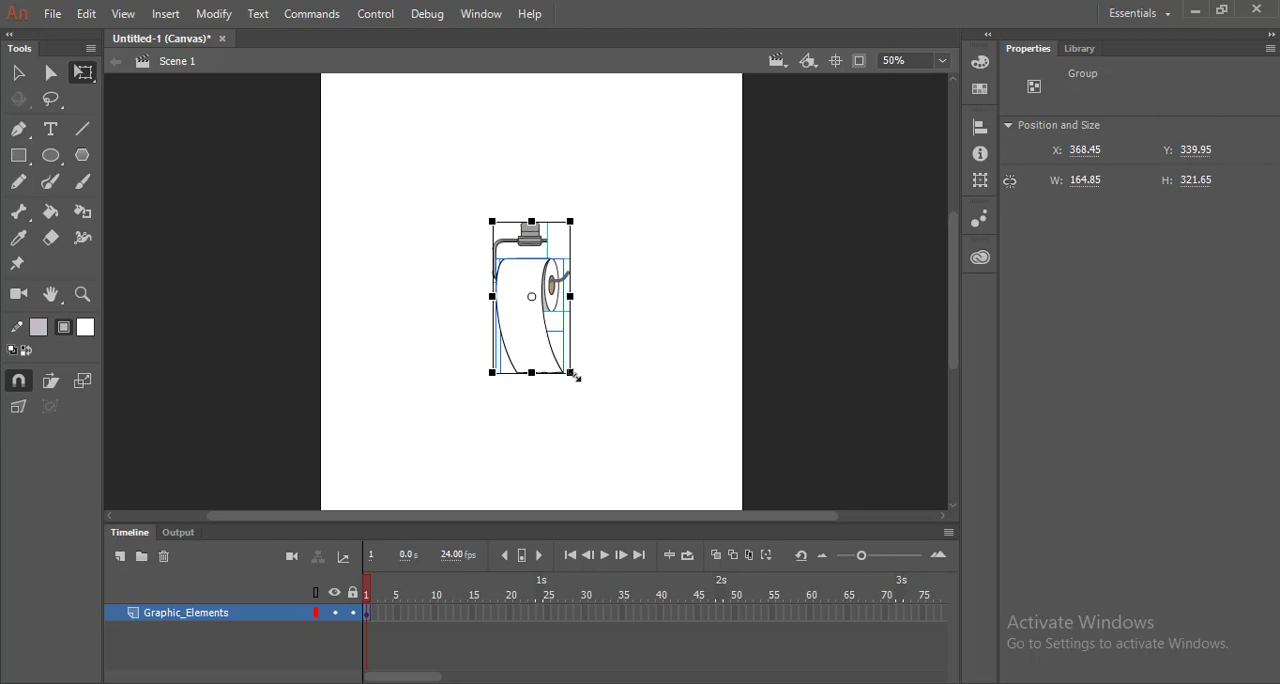 An File Edit View Insert Modify Text Commands Control Debug Window Help Essentials
Tools Untitled-1 (Canvas)* × Properties Library
Scene 1 50%
Group
Position and Size
X: 368.45 Y: 339.95
W: 164.85 H: 321.65
Timeline Output
1 0.0s 24.00 fps
1s 2s 3s
1 5 10 15 20 25 30 35 40 45 50 55 60 65 70 75
Graphic_Elements
Activate Windows
Go to Settings to activate Windows.